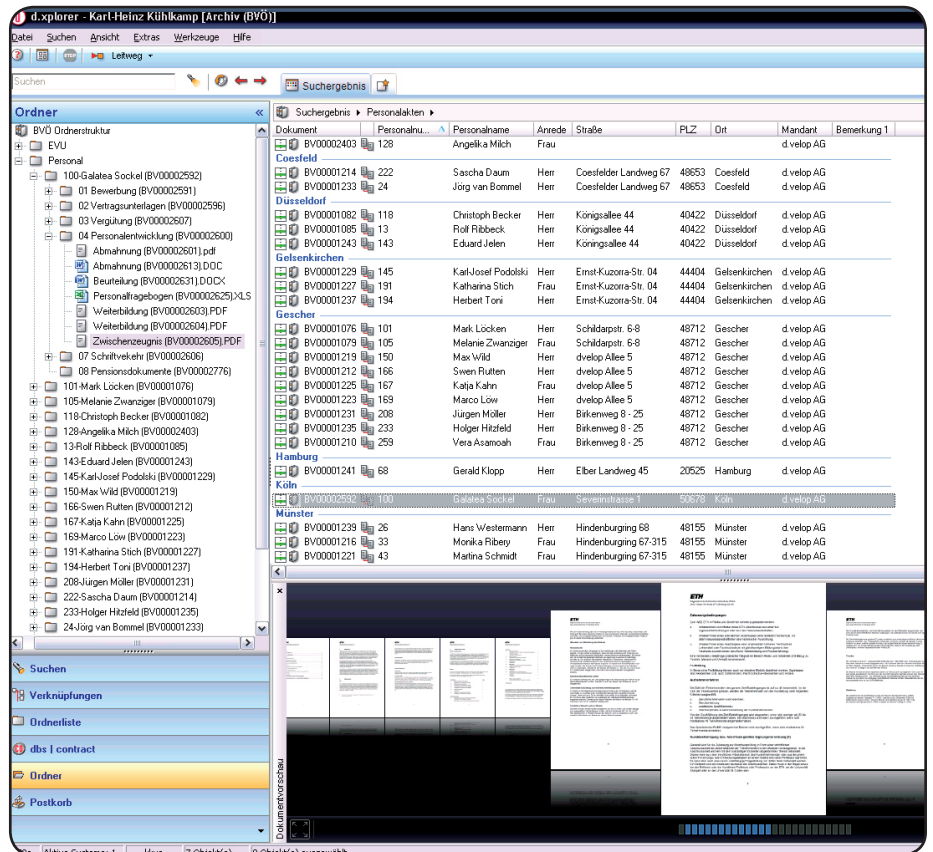 d.xplorer - Karl-Heinz Kühlkamp [Archiv (BVÖ)]
Datei Suchen Ansicht Extras Werkzeuge Hilfe
Leitweg
Suchen
Suchergebnis
Ordner «
Suchergebnis Personalakten
BVÖ Ordnerstruktur
EVU
Personal
100-Galatea Sockel (BV00002592)
01 Bewerbung (BV00002591)
02 Vertragsunterlagen (BV00002596)
03 Vergütung (BV00002607)
04 Personalentwicklung (BV00002600)
Abmahnung (BV00002601).pdf
Abmahnung (BV00002613).DOC
Beurteilung (BV00002631).DOCX
Personalfragebogen (BV00002625).XLS
Weiterbildung (BV00002603).PDF
Weiterbildung (BV00002604).PDF
Zwischenzeugnis (BV00002605).PDF
07 Schriftvekehr (BV00002606)
08 Pensionsdokumente (BV00002776)
101-Mark Löcken (BV00001076)
105-Melanie Zwanziger (BV00001079)
118-Christoph Becker (BV00001082)
128-Angelika Milch (BV00002403)
13-Rolf Ribbeck (BV00001085)
143-Eduard Jelen (BV00001243)
145-Karl-Josef Podolski (BV00001229)
150-Max Wild (BV00001219)
166-Swen Rutten (BV00001212)
167-Katja Kahn (BV00001225)
169-Marco Löw (BV00001223)
191-Katharina Stich (BV00001227)
194-Herbert Toni (BV00001237)
208-Jürgen Möller (BV00001231)
222-Sascha Daum (BV00001214)
233-Holger Hitzfeld (BV00001235)
24-Jörg van Bommel (BV00001233)
Suchen
Verknüpfungen
Ordnerliste
dbs | contract
Ordner
Postkorb
Dokument Personalnu... Personalname Anrede Straße PLZ Ort Mandant Bemerkung 1
BV00002403 128 Angelika Milch Frau d.velop AG
Coesfeld
BV00001214 222 Sascha Daum Herr Coesfelder Landweg 67 48653 Coesfeld d.velop AG
BV00001233 24 Jörg van Bommel Herr Coesfelder Landweg 67 48653 Coesfeld d.velop AG
Düsseldorf
BV00001082 118 Christoph Becker Herr Königsallee 44 40422 Düsseldorf d.velop AG
BV00001085 13 Rolf Ribbeck Herr Königsallee 44 40422 Düsseldorf d.velop AG
BV00001243 143 Eduard Jelen Herr Köningsallee 44 40422 Düsseldorf d.velop AG
Gelsenkirchen
BV00001229 145 Karl-Josef Podolski Herr Ernst-Kuzorra-Str. 04 44404 Gelsenkirchen d.velop AG
BV00001227 191 Katharina Stich Frau Ernst-Kuzorra-Str. 04 44404 Gelsenkirchen d.velop AG
BV00001237 194 Herbert Toni Herr Ernst-Kuzorra-Str. 04 44404 Gelsenkirchen d.velop AG
Gescher
BV00001076 101 Mark Löcken Herr Schildarpstr. 6-8 48712 Gescher d.velop AG
BV00001079 105 Melanie Zwanziger Frau Schildarpstr. 6-8 48712 Gescher d.velop AG
BV00001219 150 Max Wild Herr dvelop Allee 5 48712 Gescher d.velop AG
BV00001212 166 Swen Rutten Herr dvelop Allee 5 48712 Gescher d.velop AG
BV00001225 167 Katja Kahn Frau dvelop Allee 5 48712 Gescher d.velop AG
BV00001223 169 Marco Löw Herr dvelop Allee 5 48712 Gescher d.velop AG
BV00001231 208 Jürgen Möller Herr Birkenweg 8 - 25 48712 Gescher d.velop AG
BV00001235 233 Holger Hitzfeld Herr Birkenweg 8 - 25 48712 Gescher d.velop AG
BV00001210 259 Vera Asamoah Frau Birkenweg 8 - 25 48712 Gescher d.velop AG
Hamburg
BV00001241 68 Gerald Klopp Herr Elber Landweg 45 20525 Hamburg d.velop AG
Köln
BV00002592 100 Galatea Sockel Frau Severinstrasse 1 50678 Köln d.velop AG
Münster
BV00001239 26 Hans Westermann Herr Hindenburging 68 48155 Münster d.velop AG
BV00001216 33 Monika Ribery Frau Hindenburging 67-315 48155 Münster d.velop AG
BV00001221 43 Martina Schmidt Frau Hindenburging 67-315 48155 Münster d.velop AG
Dokumentvorschau
ETH
ETH
ETH